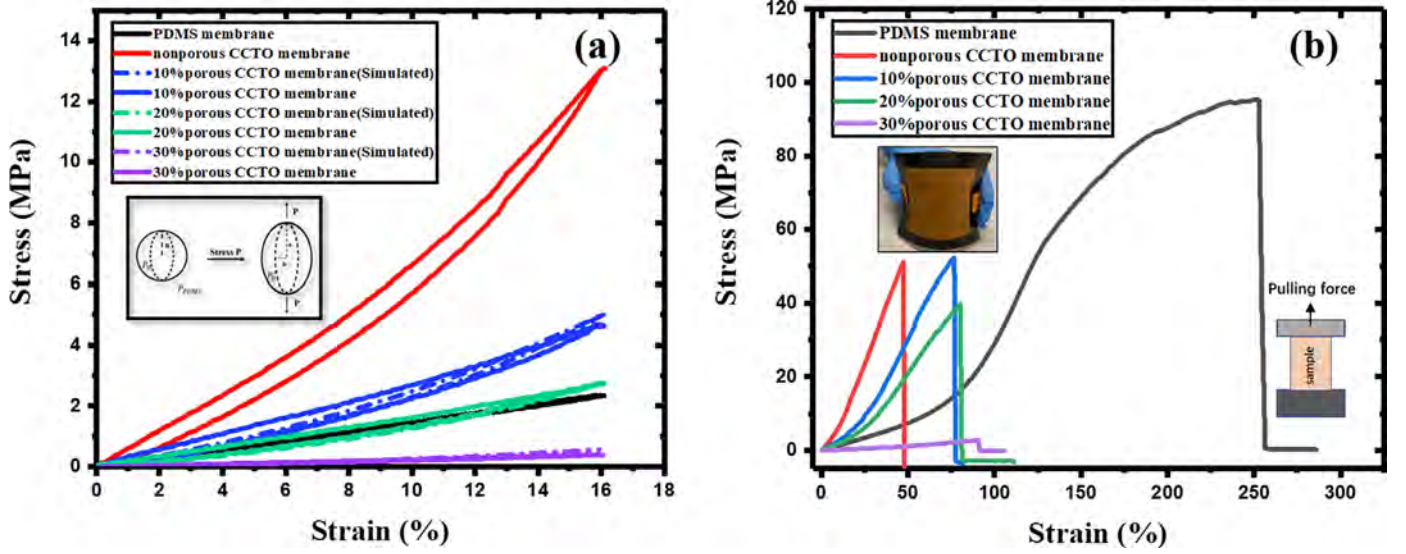 (a)
PDMS membrane
nonporous CCTO membrane
10%porous CCTO membrane(Simulated)
10%porous CCTO membrane
20%porous CCTO membrane(Simulated)
20%porous CCTO membrane
30%porous CCTO membrane(Simulated)
30%porous CCTO membrane
Stress P
P
P
Stress (MPa)
14
12
10
8
6
4
2
0
0 2 4 6 8 10 12 14 16 18
Strain (%)
(b)
PDMS membrane
nonporous CCTO membrane
10%porous CCTO membrane
20%porous CCTO membrane
30%porous CCTO membrane
Pulling force
sample
Stress (MPa)
120
100
80
60
40
20
0
0 50 100 150 200 250 300
Strain (%)